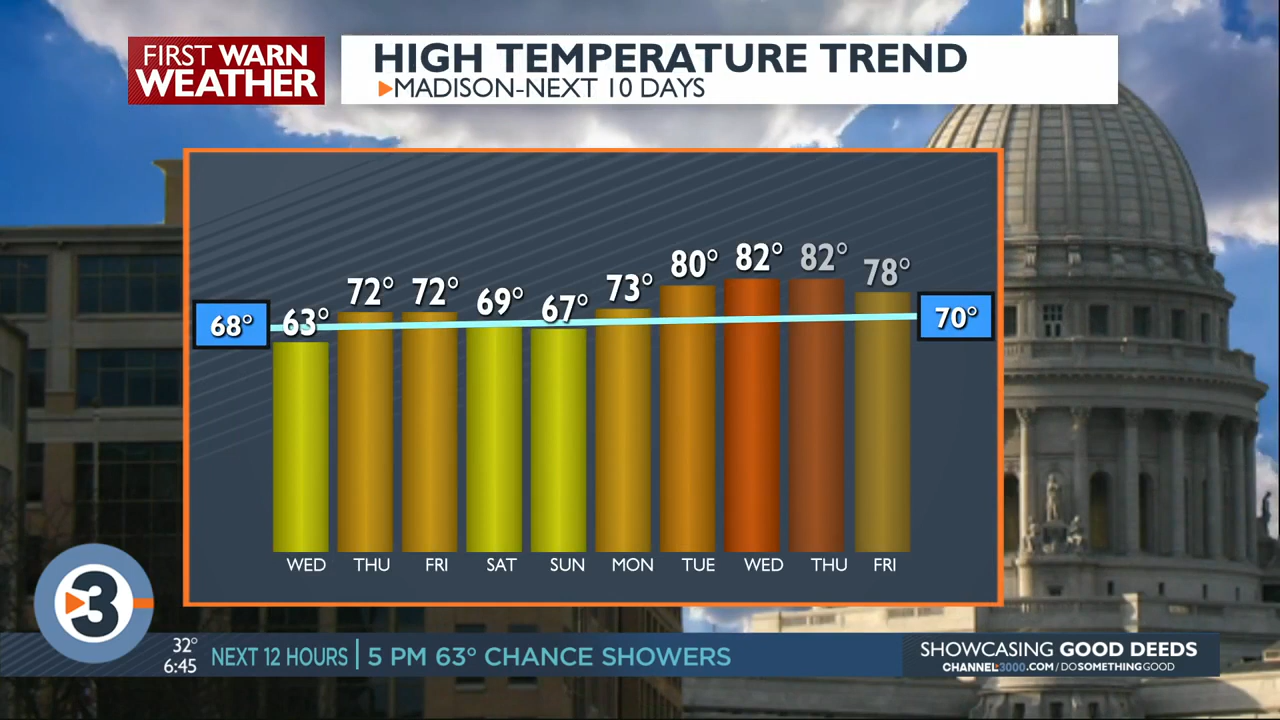 FIRST WARN
WEATHER
HIGH TEMPERATURE TREND
MADISON-NEXT 10 DAYS
68° 63° 72° 72° 69° 67° 73° 80° 82° 82° 78° 70°
WED THU FRI SAT SUN MON TUE WED THU FRI
3
32°
6:45
NEXT 12 HOURS
5 PM 63° CHANCE SHOWERS
SHOWCASING GOOD DEEDS
CHANNEL3000.COM/DOSOMETHINGGOOD